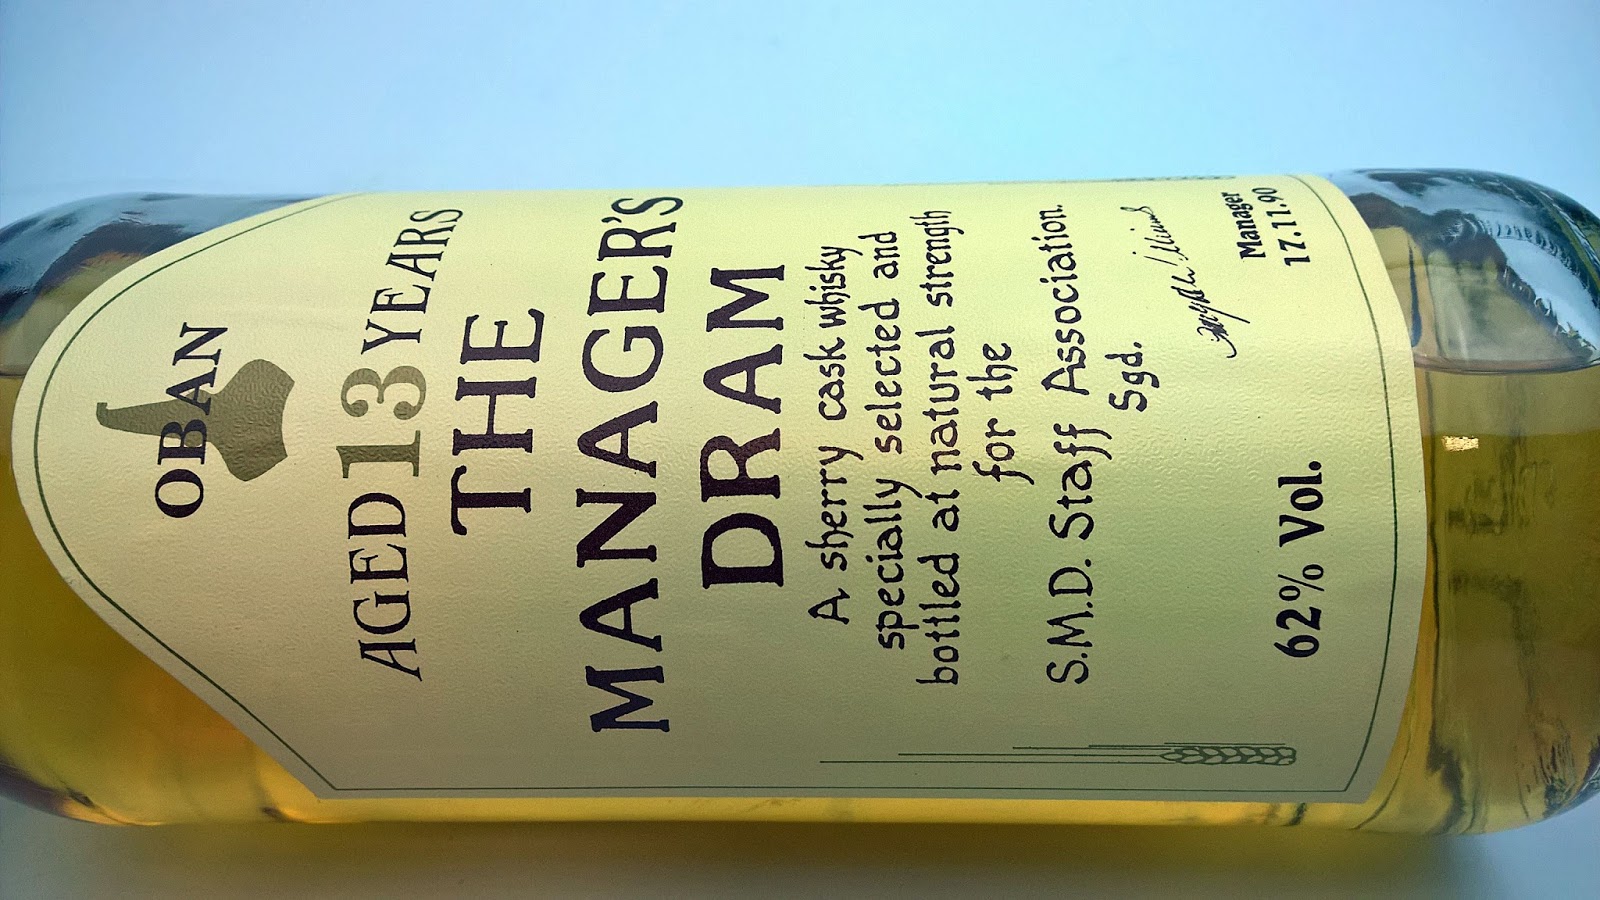 OBAN
AGED 13 YEARS
THE
MANAGER'S
DRAM
A sherry cask whisky
specially selected and
bottled at natural strength
for the
S.M.D. Staff Association.
Sgd.
Manager
62% Vol. 17.11.90